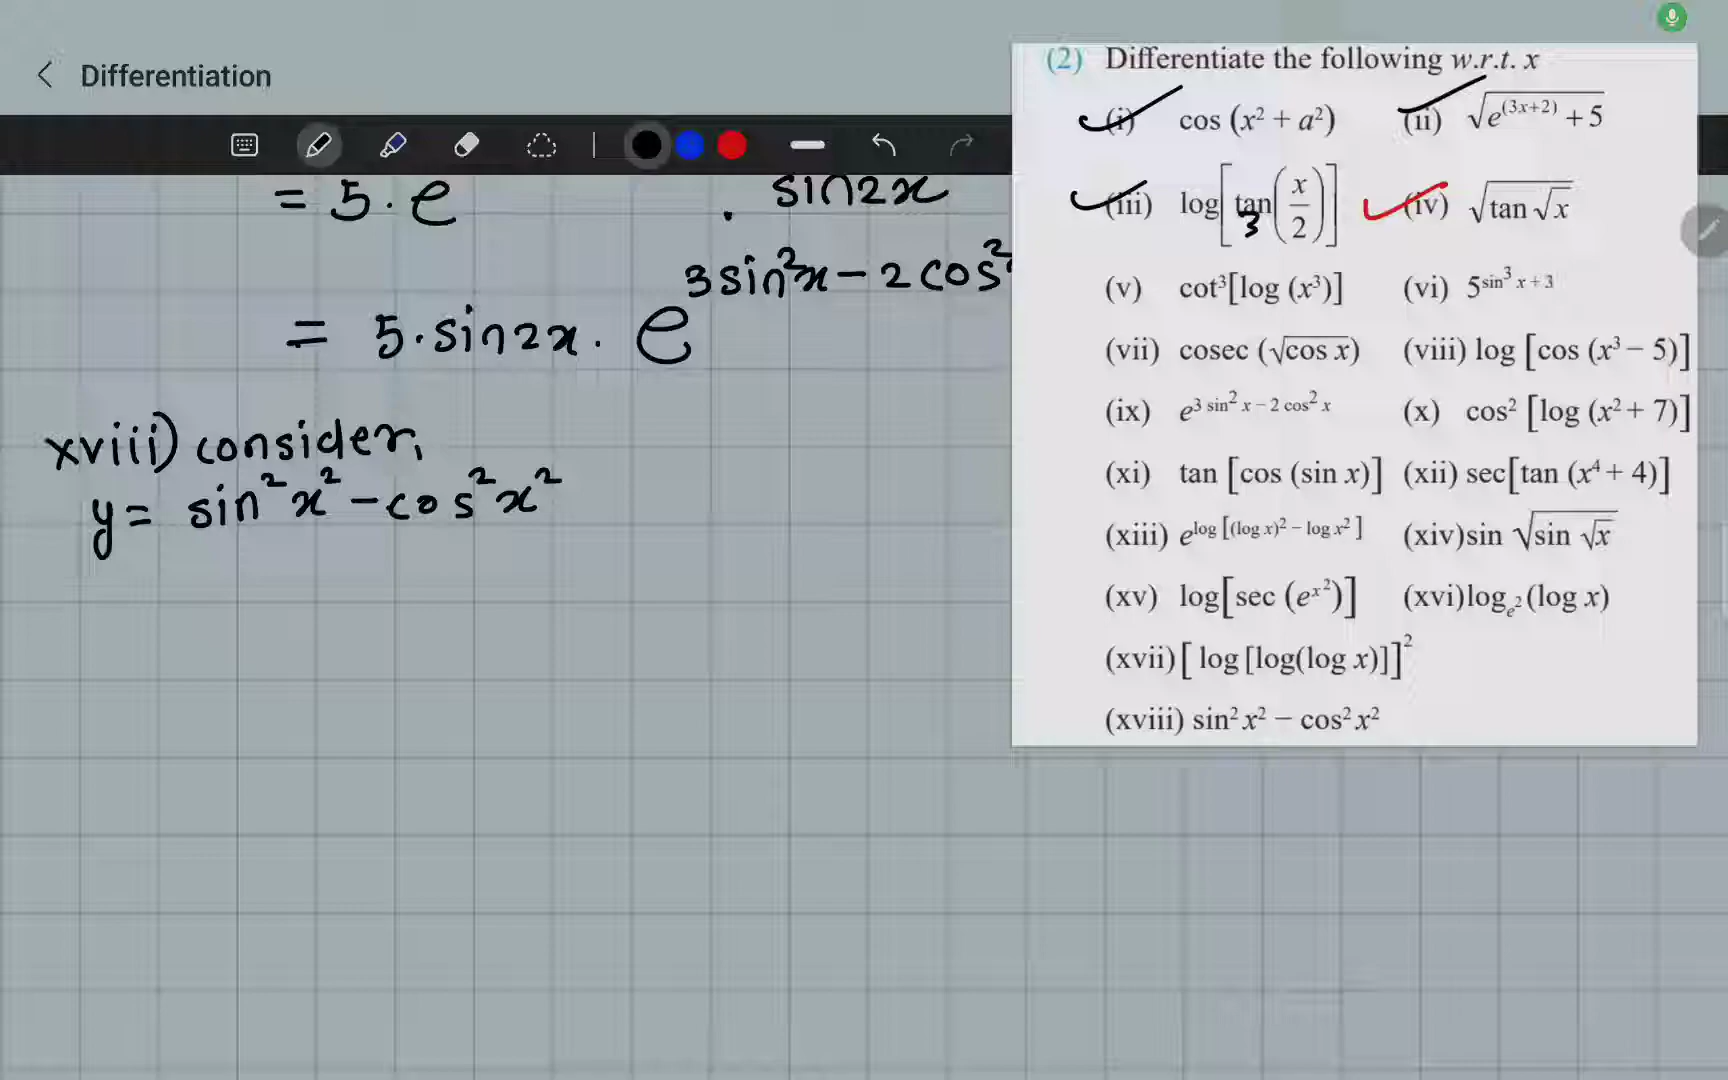 Differentiation
= 5 · e . sin2x
= 5·sin2x · e^{3sin²x − 2cos²
xviii) consider,
y = sin²x² − cos²x²
(2) Differentiate the following w.r.t. x
(i) cos (x² + a²) (ii) √(e^{(3x+2)} + 5)
(iii) log[tan(x/2)] (iv) √(tan √x)
3
(v) cot³[log (x³)] (vi) 5^{sin³ x + 3}
(vii) cosec (√cos x) (viii) log [cos (x³ − 5)]
(ix) e^{3 sin² x − 2 cos² x} (x) cos² [log (x² + 7)]
(xi) tan [cos (sin x)] (xii) sec[tan (x⁴ + 4)]
(xiii) e^{log [(log x)² − log x²]} (xiv) sin √(sin √x)
(xv) log[sec (e^{x²})] (xvi) log_{e²} (log x)
(xvii) [log [log(log x)]]²
(xviii) sin² x² − cos² x²